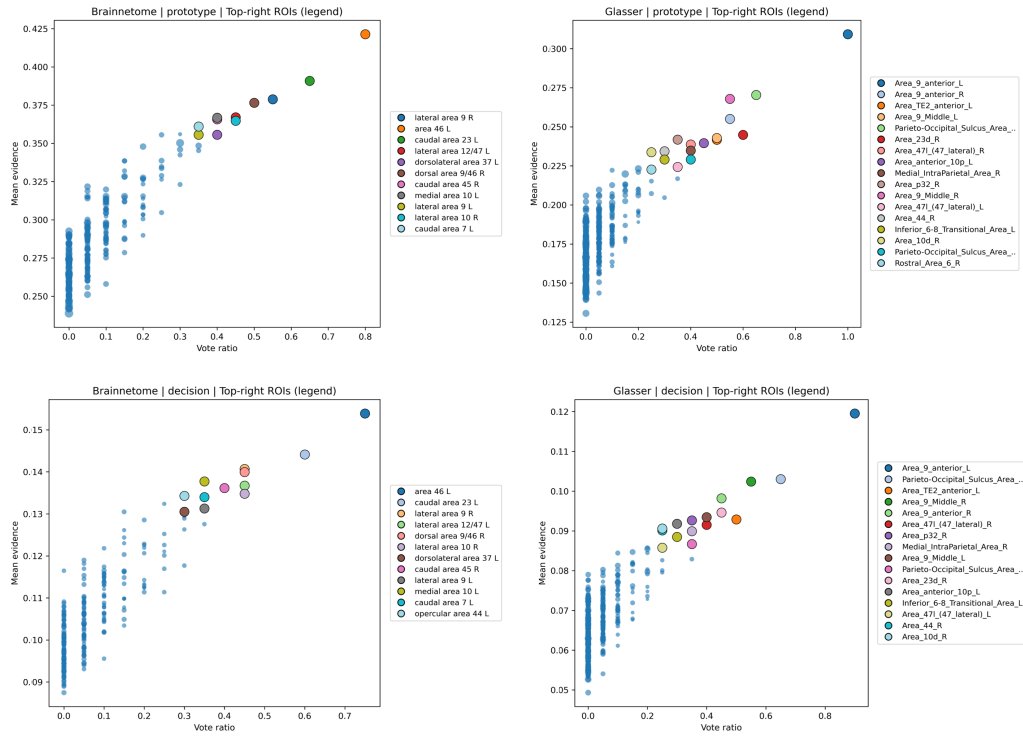 Brainnetome | prototype | Top-right ROIs (legend)
Mean evidence
0.425
0.400
0.375
0.350
0.325
0.300
0.275
0.250
0.0 0.1 0.2 0.3 0.4 0.5 0.6 0.7 0.8
Vote ratio
lateral area 9 R
area 46 L
caudal area 23 L
lateral area 12/47 L
dorsolateral area 37 L
dorsal area 9/46 R
caudal area 45 R
medial area 10 L
lateral area 9 L
lateral area 10 R
caudal area 7 L
Glasser | prototype | Top-right ROIs (legend)
Mean evidence
0.300
0.275
0.250
0.225
0.200
0.175
0.150
0.125
0.0 0.2 0.4 0.6 0.8 1.0
Vote ratio
Area_9_anterior_L
Area_9_anterior_R
Area_TE2_anterior_L
Area_9_Middle_L
Parieto-Occipital_Sulcus_Area_..
Area_23d_R
Area_47l_(47_lateral)_R
Area_anterior_10p_L
Medial_IntraParietal_Area_R
Area_p32_R
Area_9_Middle_R
Area_47l_(47_lateral)_L
Area_44_R
Inferior_6-8_Transitional_Area_L
Area_10d_R
Parieto-Occipital_Sulcus_Area_..
Rostral_Area_6_R
Brainnetome | decision | Top-right ROIs (legend)
Mean evidence
0.15
0.14
0.13
0.12
0.11
0.10
0.09
0.0 0.1 0.2 0.3 0.4 0.5 0.6 0.7
Vote ratio
area 46 L
caudal area 23 L
lateral area 9 R
lateral area 12/47 L
dorsal area 9/46 R
lateral area 10 R
dorsolateral area 37 L
caudal area 45 R
lateral area 9 L
medial area 10 L
caudal area 7 L
opercular area 44 L
Glasser | decision | Top-right ROIs (legend)
Mean evidence
0.12
0.11
0.10
0.09
0.08
0.07
0.06
0.05
0.0 0.2 0.4 0.6 0.8
Vote ratio
Area_9_anterior_L
Parieto-Occipital_Sulcus_Area_..
Area_TE2_anterior_L
Area_9_Middle_R
Area_9_anterior_R
Area_47l_(47_lateral)_R
Area_p32_R
Medial_IntraParietal_Area_R
Area_9_Middle_L
Parieto-Occipital_Sulcus_Area_..
Area_23d_R
Area_anterior_10p_L
Inferior_6-8_Transitional_Area_L
Area_47l_(47_lateral)_L
Area_44_R
Area_10d_R